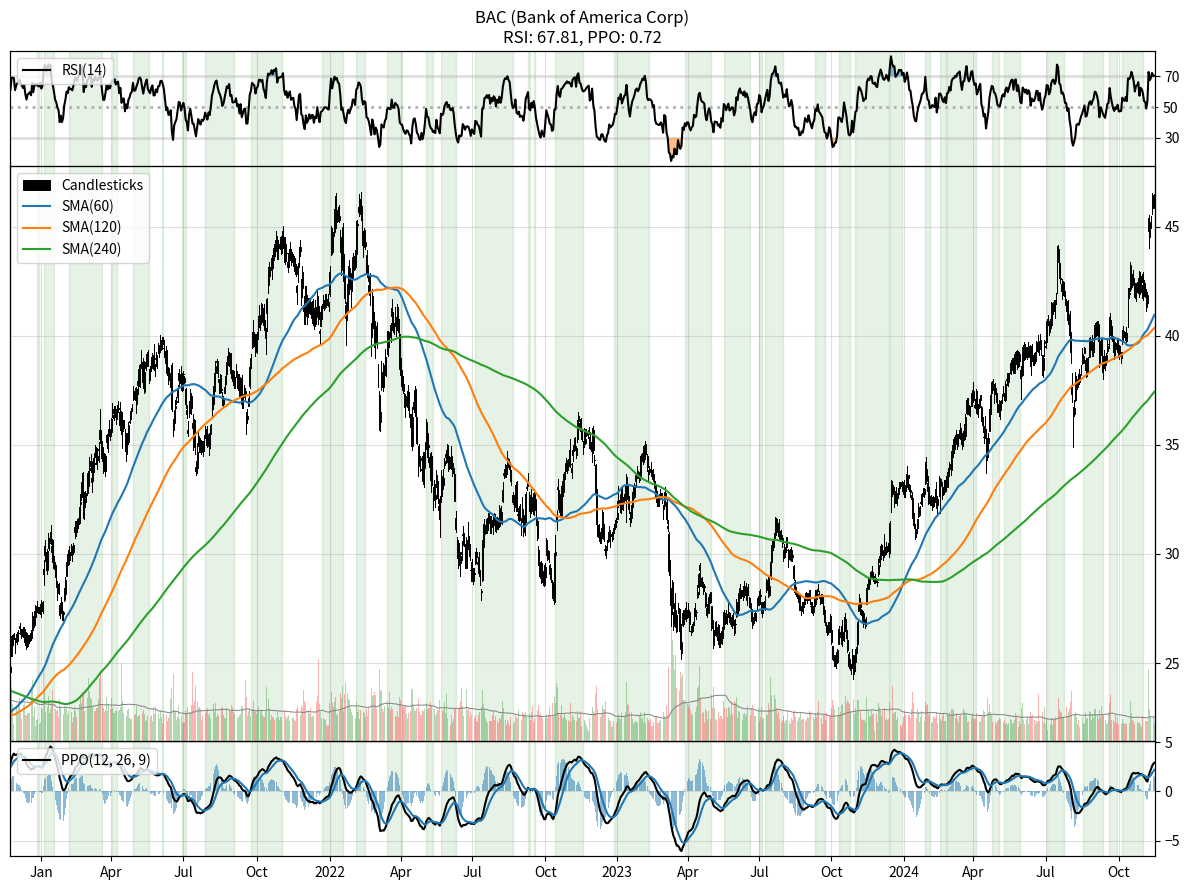 BAC (Bank of America Corp)
RSI: 67.81, PPO: 0.72
RSI(14)
70
50
30
Candlesticks
SMA(60)
SMA(120)
SMA(240)
45
40
35
30
25
PPO(12, 26, 9)
5
0
−5
Jan Apr Jul Oct 2022 Apr Jul Oct 2023 Apr Jul Oct 2024 Apr Jul Oct